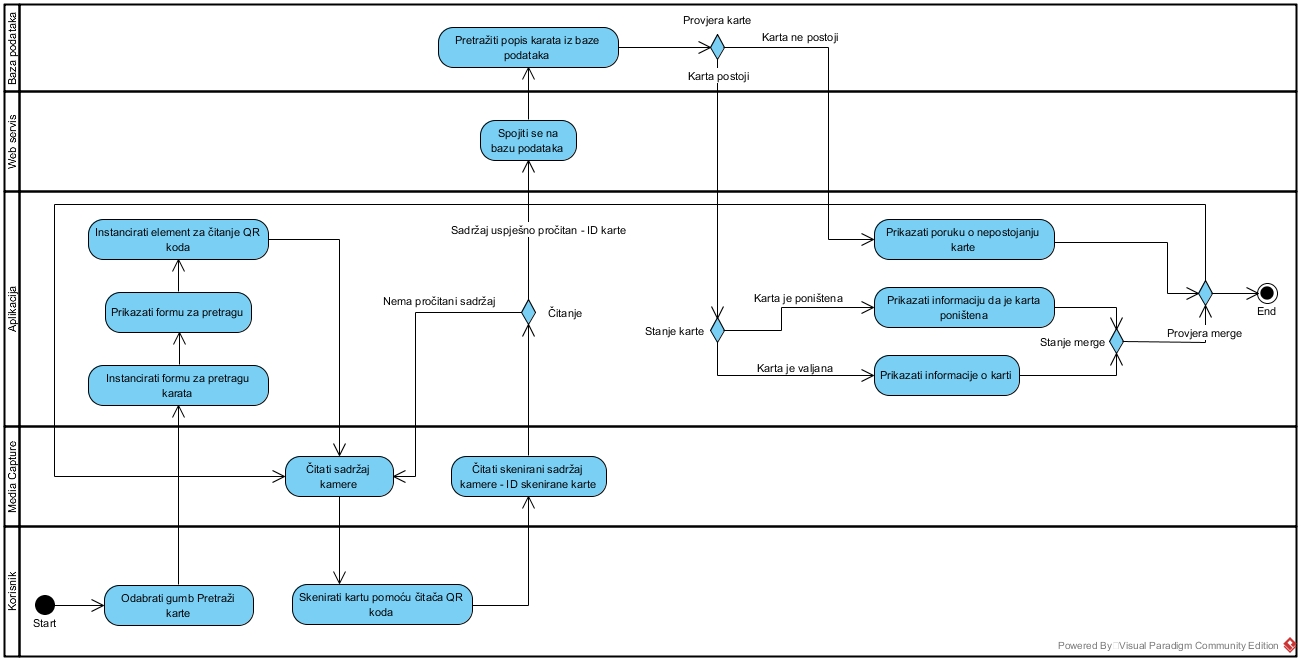 Baza podataka
Pretražiti popis karata iz baze
podataka
Provjera karte
Karta ne postoji
Karta postoji
Web servis
Spojiti se na
bazu podataka
Aplikacija
Instancirati element za čitanje QR
koda
Prikazati formu za pretragu
Instancirati formu za pretragu
karata
Sadržaj uspješno pročitan - ID karte
Nema pročitani sadržaj
Čitanje
Stanje karte
Karta je poništena
Karta je valjana
Prikazati poruku o nepostojanju
karte
Prikazati informaciju da je karta
poništena
Prikazati informacije o karti
Stanje merge
Provjera merge
End
Media Capture
Čitati sadržaj
kamere
Čitati skenirani sadržaj
kamere - ID skenirane karte
Korisnik
Start
Odabrati gumb Pretraži
karte
Skenirati kartu pomoću čitača QR
koda
Powered By Visual Paradigm Community Edition